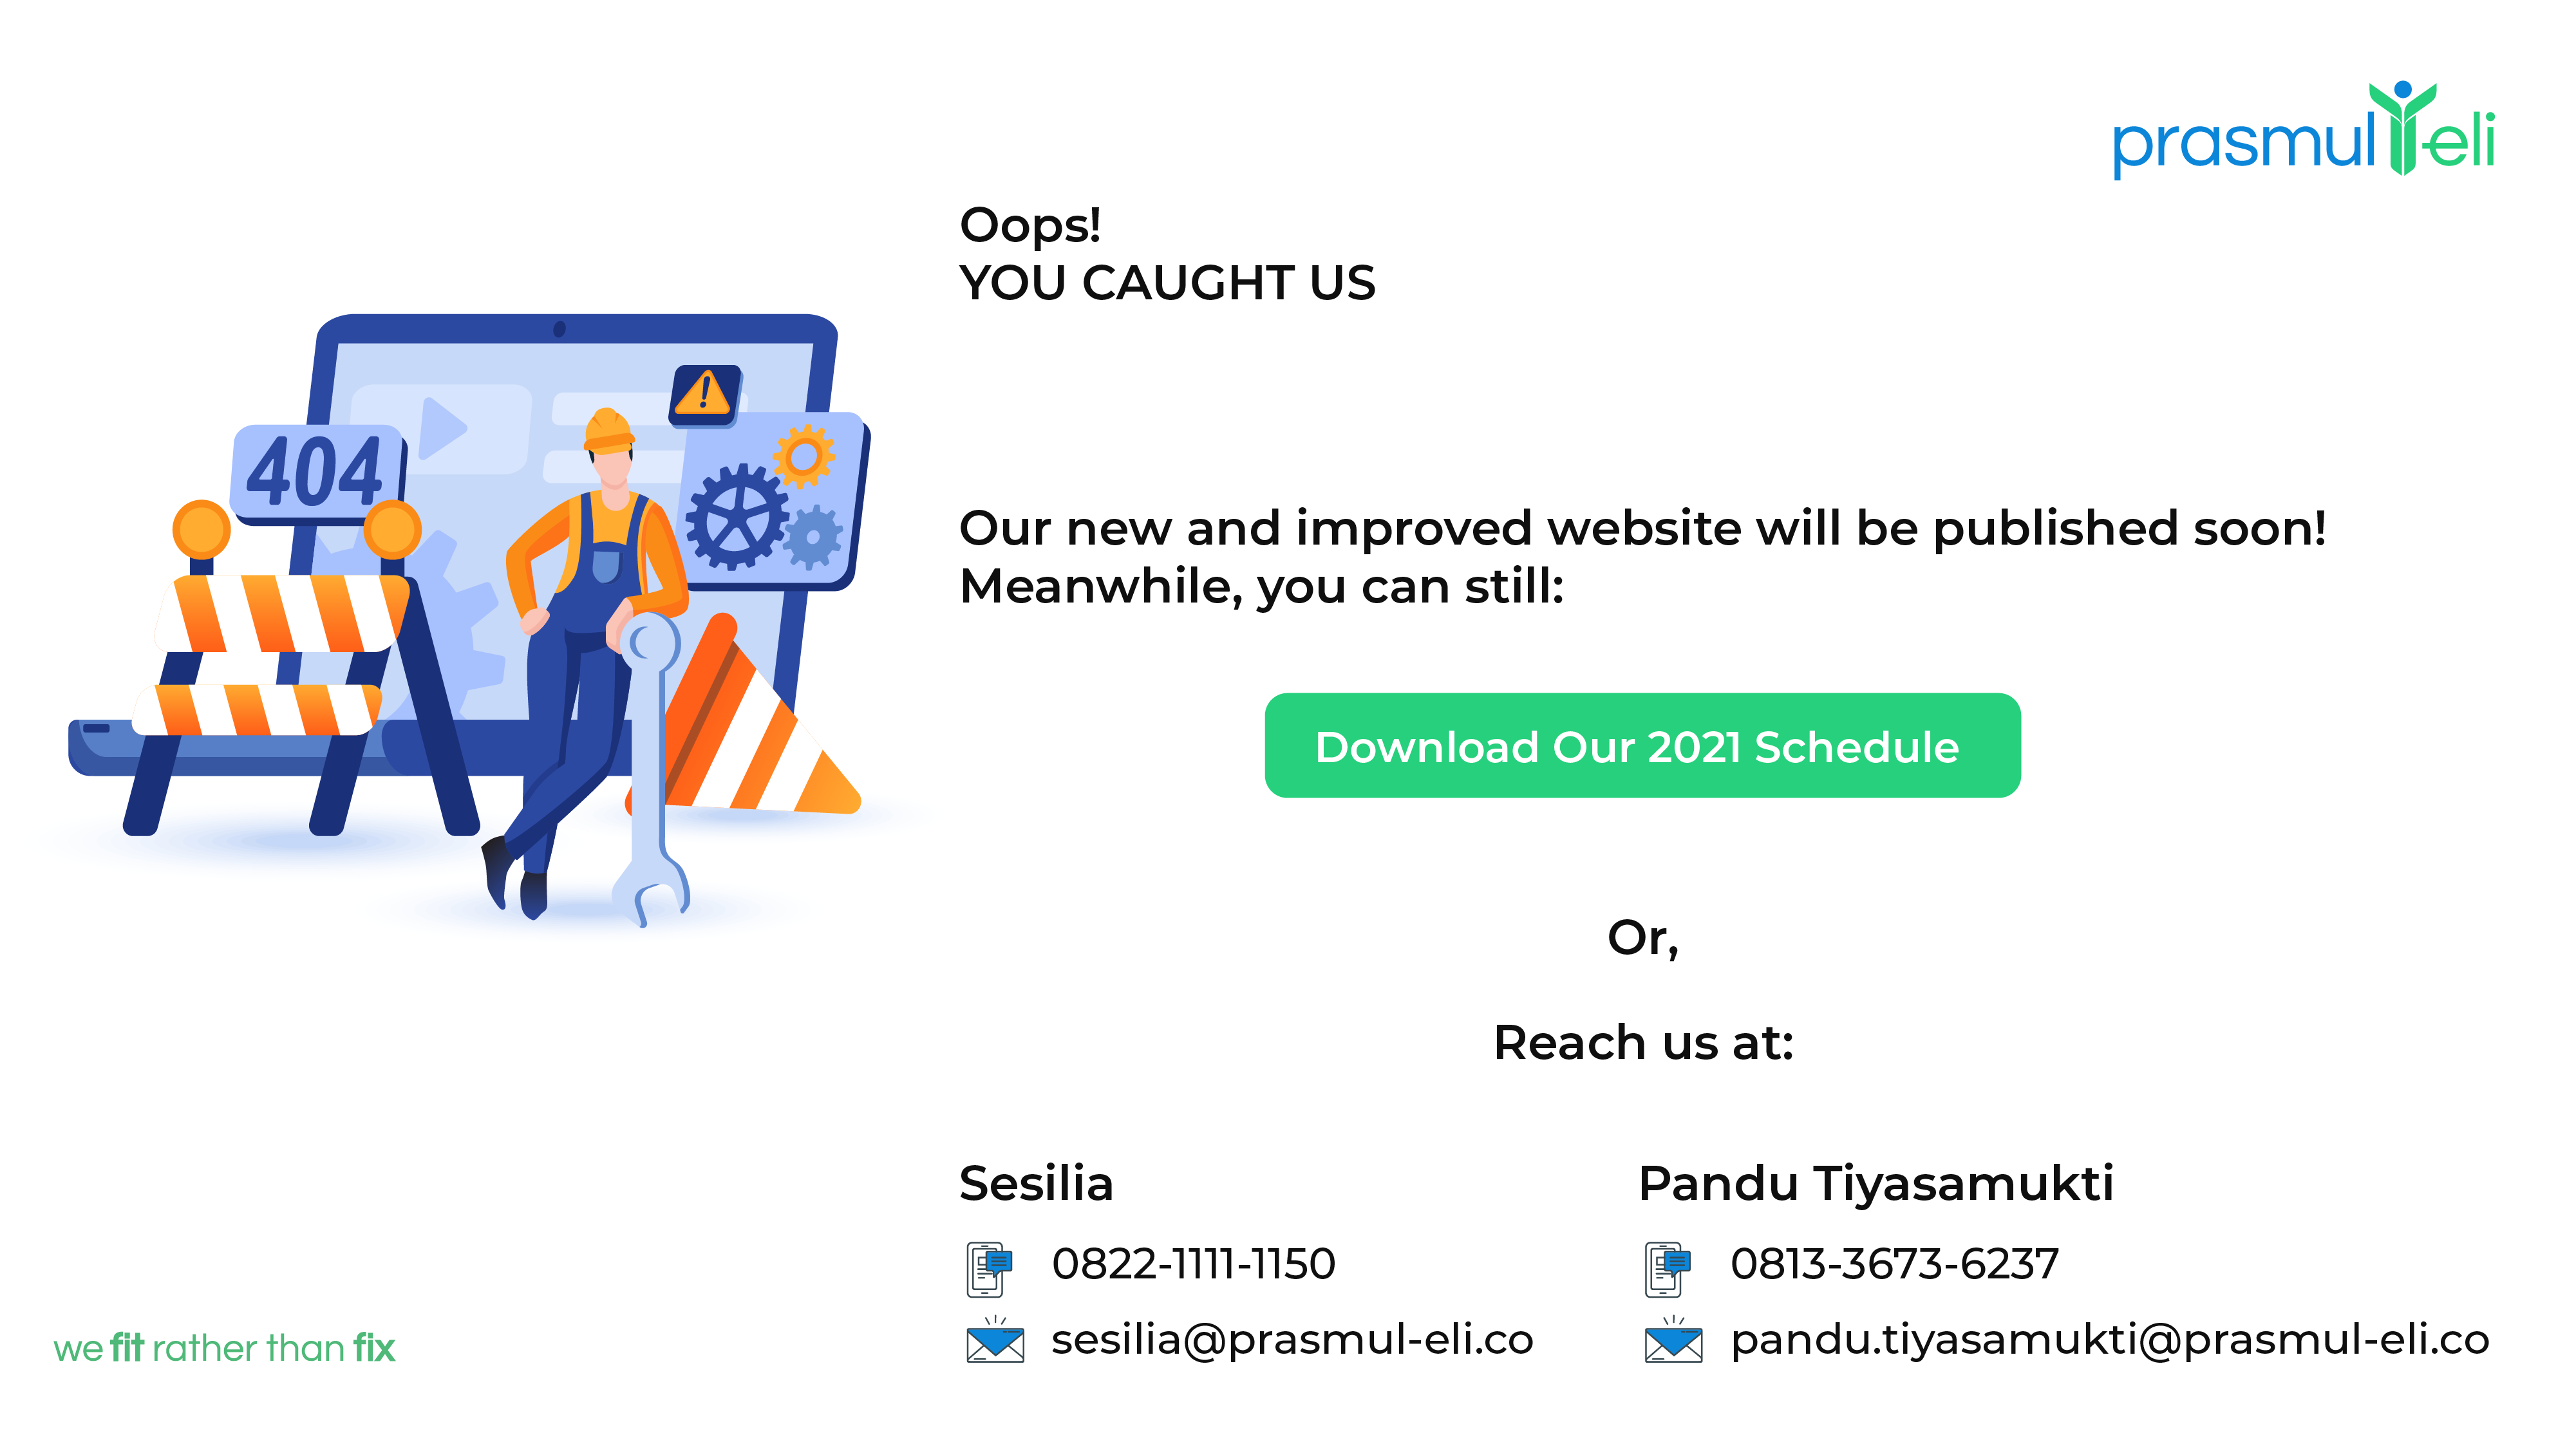 prasmul-eli
Oops!
YOU CAUGHT US
404
!
Our new and improved website will be published soon!
Meanwhile, you can still:
Download Our 2021 Schedule
Or,
Reach us at:
Sesilia
0822-1111-1150
sesilia@prasmul-eli.co
Pandu Tiyasamukti
0813-3673-6237
pandu.tiyasamukti@prasmul-eli.co
we fit rather than fix